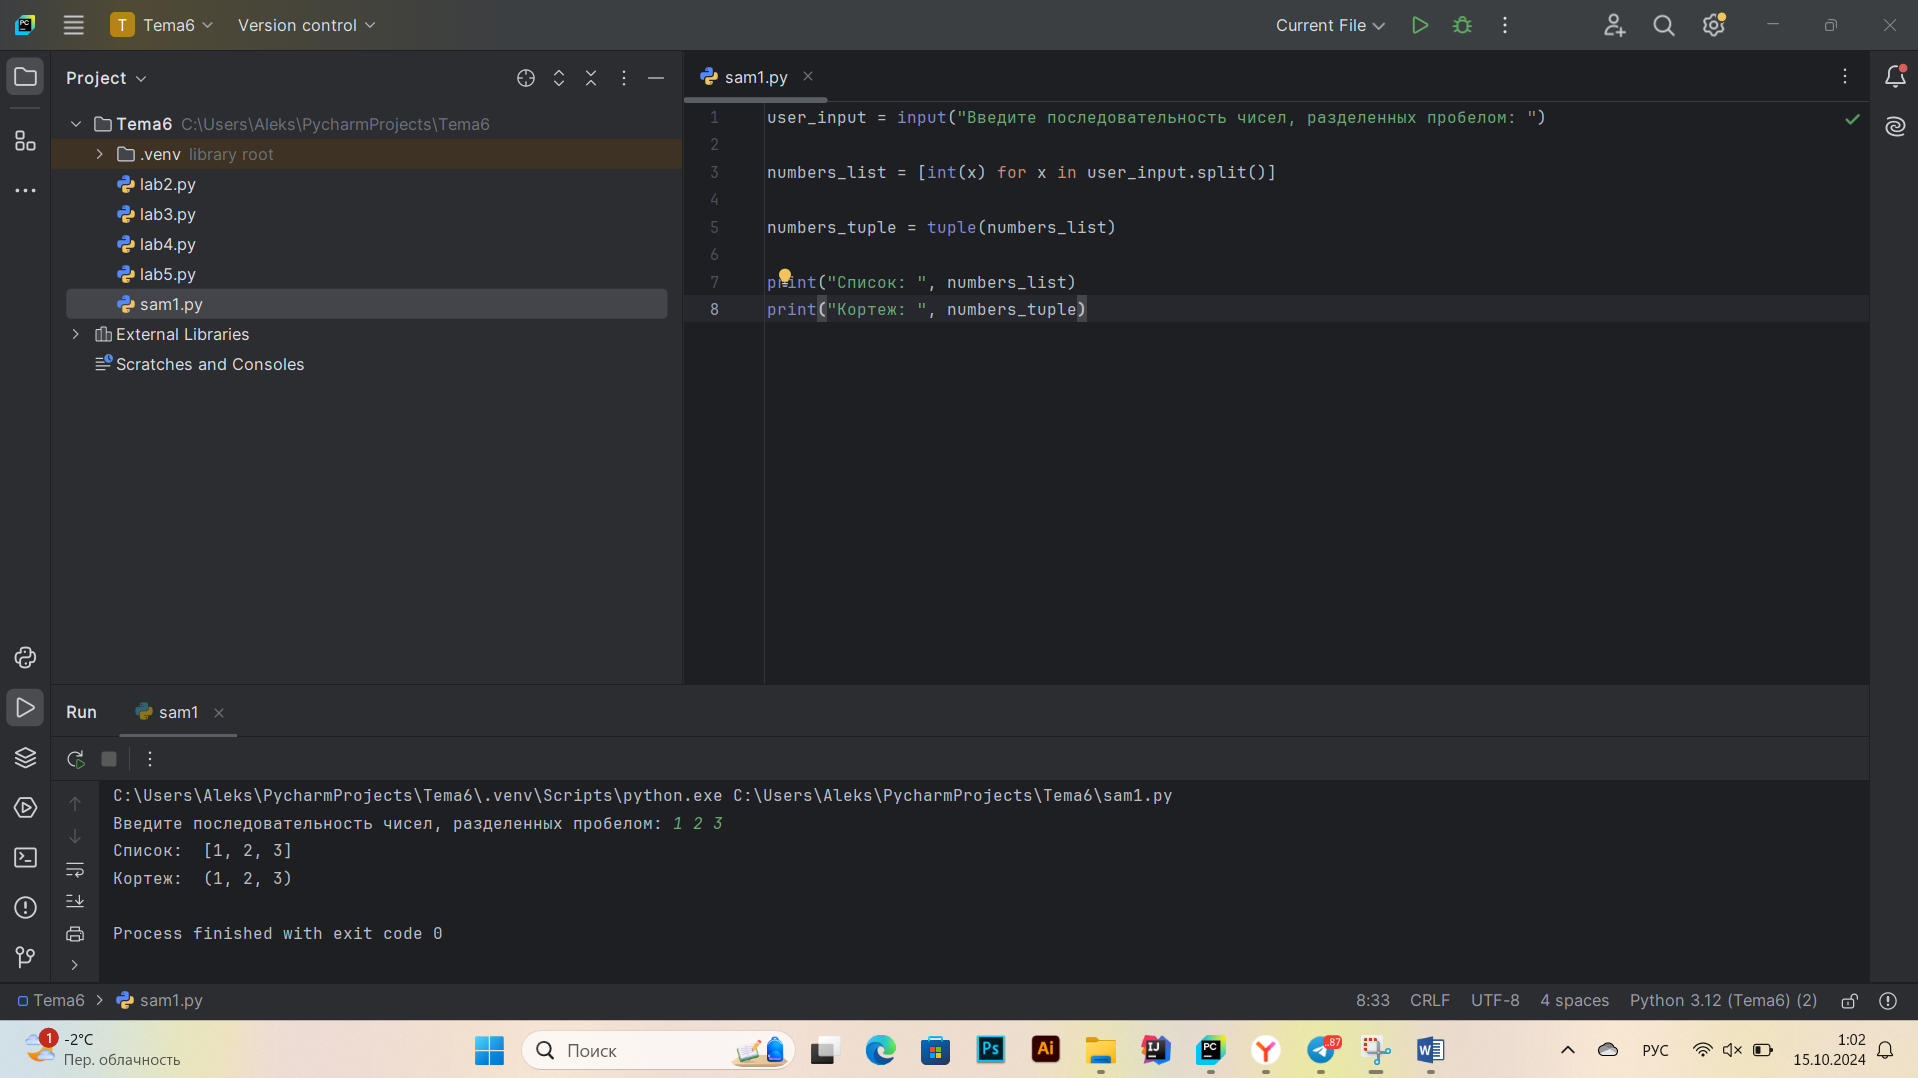 PC T Tema6 Version control Current File
Project
Tema6 C:\Users\Aleks\PycharmProjects\Tema6
.venv library root
lab2.py
lab3.py
lab4.py
lab5.py
sam1.py
External Libraries
Scratches and Consoles
sam1.py
1 user_input = input("Введите последовательность чисел, разделенных пробелом: ")
2
3 numbers_list = [int(x) for x in user_input.split()]
4
5 numbers_tuple = tuple(numbers_list)
6
7 print("Список: ", numbers_list)
8 print("Кортеж: ", numbers_tuple)
Run sam1
C:\Users\Aleks\PycharmProjects\Tema6\.venv\Scripts\python.exe C:\Users\Aleks\PycharmProjects\Tema6\sam1.py
Введите последовательность чисел, разделенных пробелом: 1 2 3
Список:  [1, 2, 3]
Кортеж:  (1, 2, 3)
Process finished with exit code 0
Tema6 sam1.py 8:33 CRLF UTF-8 4 spaces Python 3.12 (Tema6) (2)
1 -2°C
Пер. облачность
Поиск
Ps Ai IJ PC Y 87 W
РУС
1:02
15.10.2024